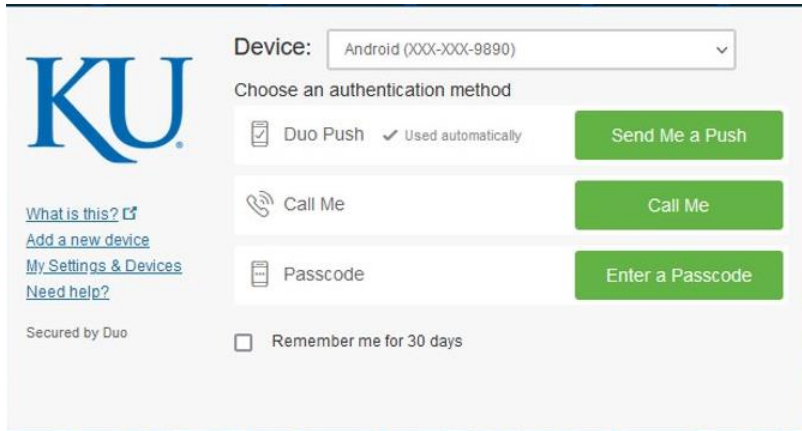 KU
Device: Android (XXX-XXX-9890)
Choose an authentication method
Duo Push Used automatically Send Me a Push
Call Me Call Me
Passcode Enter a Passcode
Remember me for 30 days
What is this?
Add a new device
My Settings & Devices
Need help?
Secured by Duo